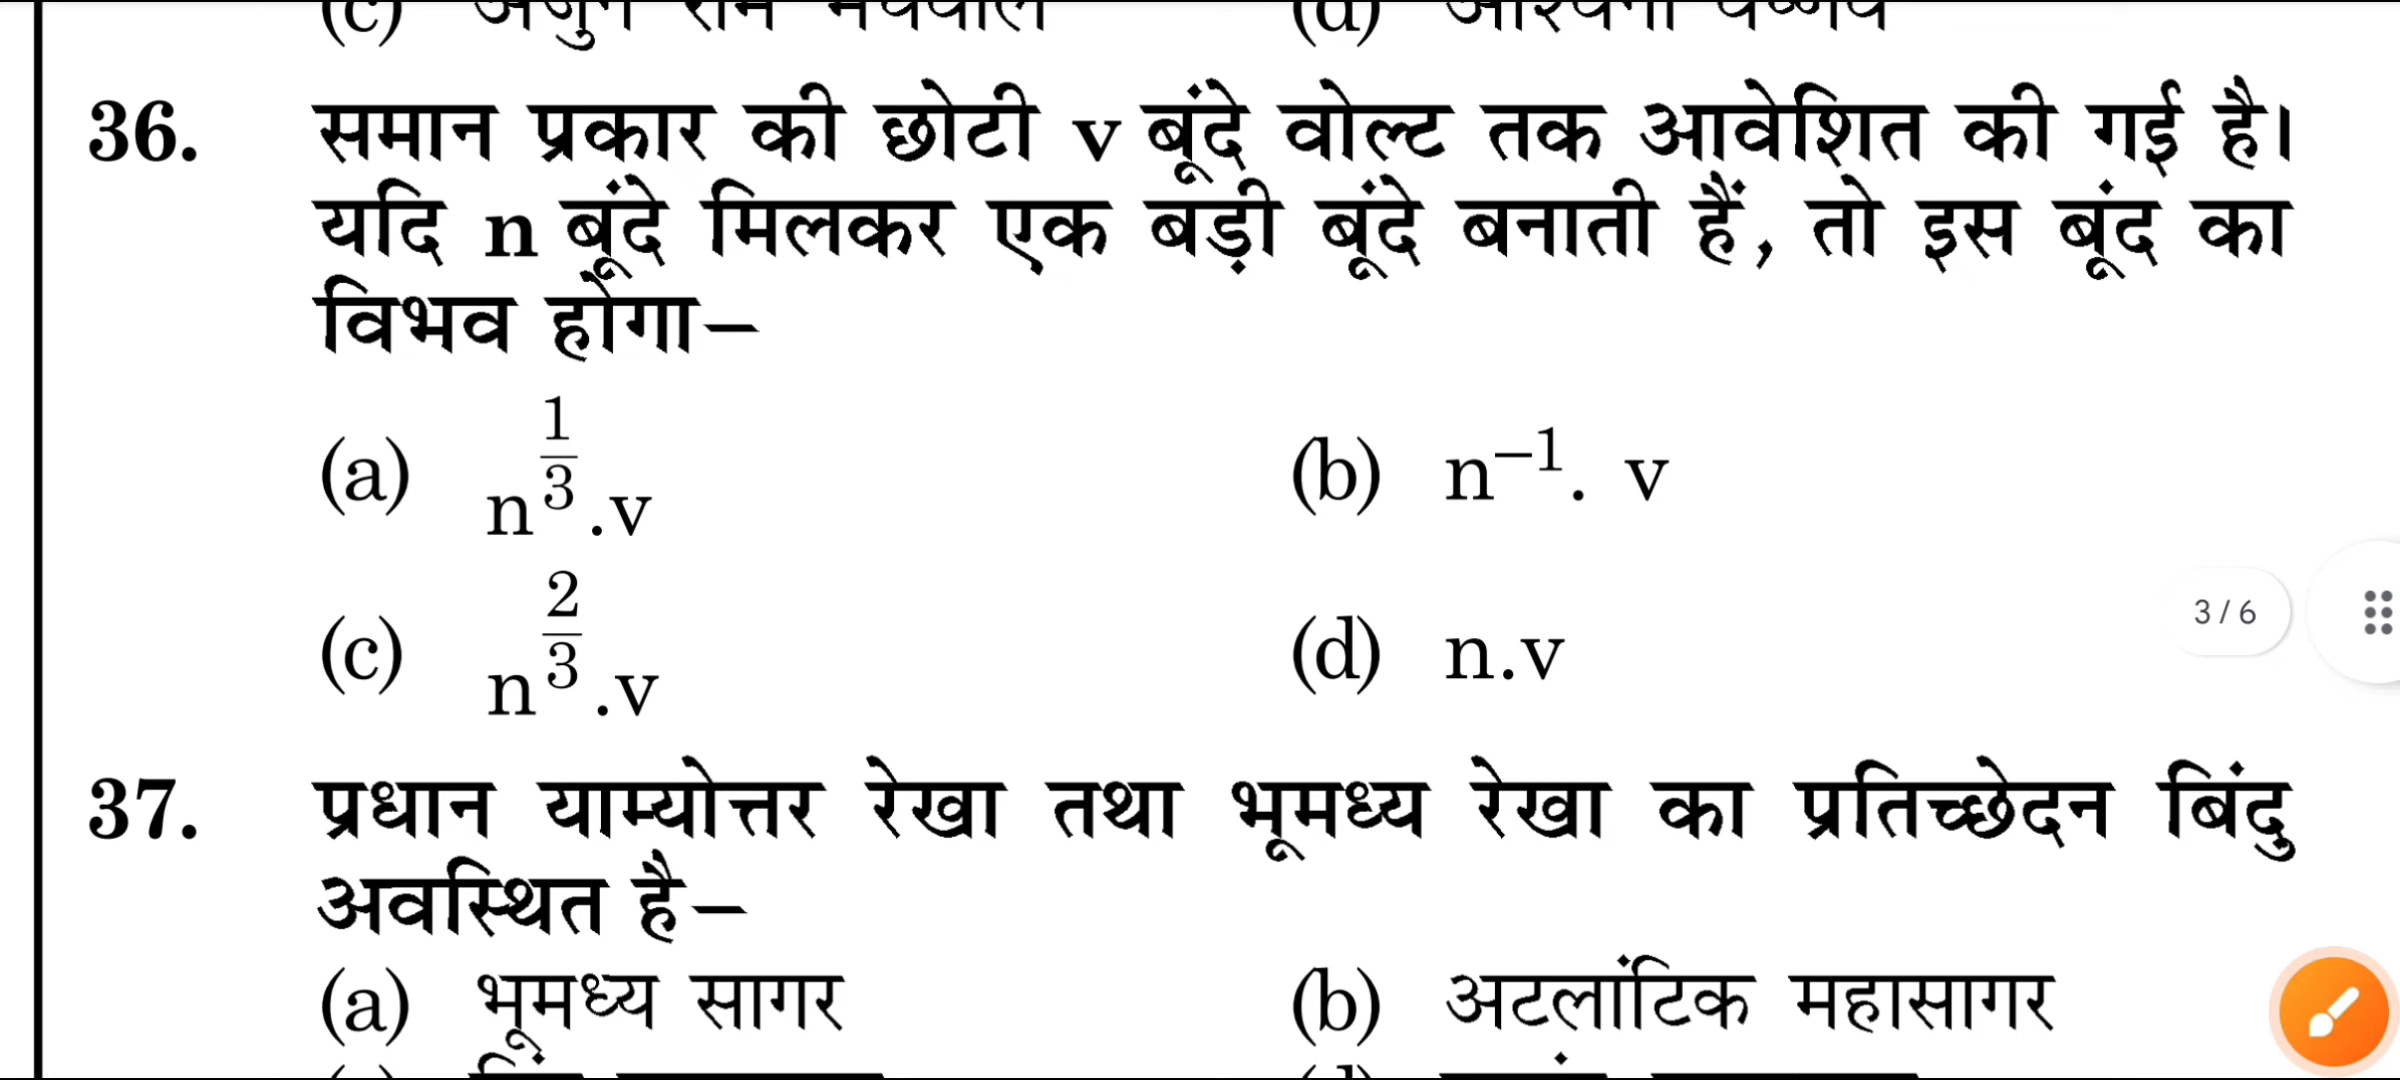 36. समान प्रकार की छोटी v बूंदे वोल्ट तक आवेशित की गई है।
यदि n बूंदे मिलकर एक बड़ी बूंदे बनाती हैं, तो इस बूंद का
विभव होगा–
(a) n^{1/3}.v (b) n^{-1}. v
(c) n^{2/3}.v (d) n.v
3 / 6
37. प्रधान याम्योत्तर रेखा तथा भूमध्य रेखा का प्रतिच्छेदन बिंदु
अवस्थित है–
(a) भूमध्य सागर (b) अटलांटिक महासागर